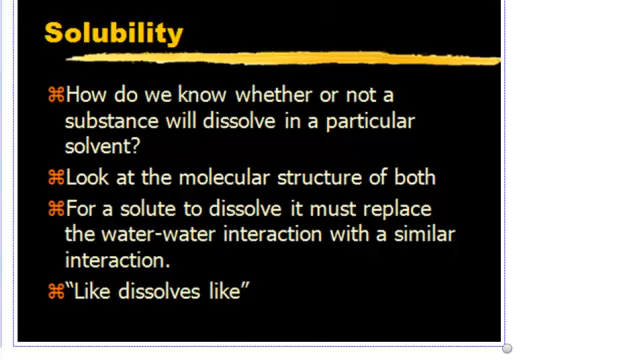 Solubility
⌘How do we know whether or not a
substance will dissolve in a particular
solvent?
⌘Look at the molecular structure of both
⌘For a solute to dissolve it must replace
the water-water interaction with a similar
interaction.
⌘“Like dissolves like”